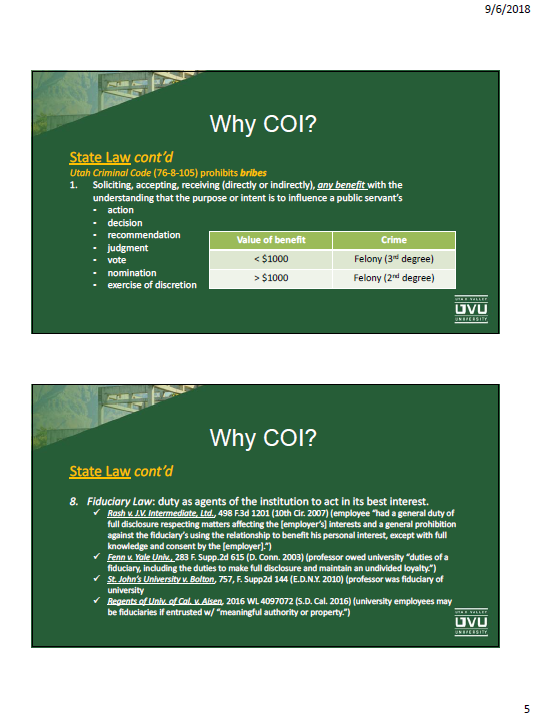 9/6/2018
Why COI?
State Law cont’d
Utah Criminal Code (76-8-105) prohibits bribes
1. Soliciting, accepting, receiving (directly or indirectly), any benefit with the
understanding that the purpose or intent is to influence a public servant’s
- action
- decision
- recommendation
- judgment
- vote
- nomination
- exercise of discretion
Value of benefit Crime
< $1000 Felony (3rd degree)
> $1000 Felony (2nd degree)
UTAH VALLEY
UVU
UNIVERSITY
Why COI?
State Law cont’d
8. Fiduciary Law: duty as agents of the institution to act in its best interest.
✓ Rash v. J.V. Intermediate, Ltd., 498 F.3d 1201 (10th Cir. 2007) (employee “had a general duty of
full disclosure respecting matters affecting the [employer’s] interests and a general prohibition
against the fiduciary’s using the relationship to benefit his personal interest, except with full
knowledge and consent by the [employer].”)
✓ Fenn v. Yale Univ., 283 F. Supp.2d 615 (D. Conn. 2003) (professor owed university “duties of a
fiduciary, including the duties to make full disclosure and maintain an undivided loyalty.”)
✓ St. John’s University v. Bolton, 757, F. Supp2d 144 (E.D.N.Y. 2010) (professor was fiduciary of
university
✓ Regents of Univ. of Cal. v. Aisen, 2016 WL 4097072 (S.D. Cal. 2016) (university employees may
be fiduciaries if entrusted w/ “meaningful authority or property.”)
UTAH VALLEY
UVU
UNIVERSITY
5